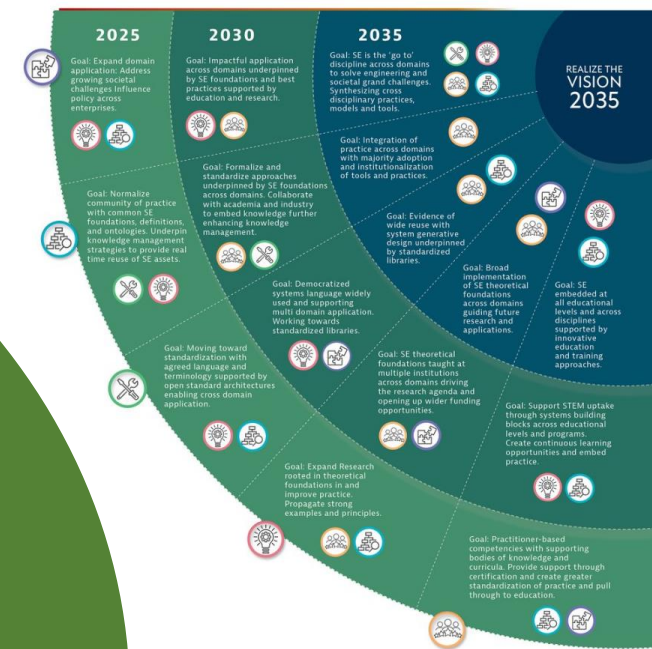 2025
2030
2035
REALIZE THE
VISION
2035
Goal: Expand domain
application: Address
growing societal
challenges Influence
policy across
enterprises.
Goal: Impactful application
across domains underpinned
by SE foundations and best
practices supported by
education and research.
Goal: SE is the 'go to'
discipline across domains
to solve engineering and
societal grand challenges.
Synthesizing cross
disciplinary practices,
models and tools.
Goal: Normalize
community of practice
with common SE
foundations, definitions,
and ontologies. Underpin
knowledge management
strategies to provide real
time reuse of SE assets.
Goal: Formalize and
standardize approaches
underpinned by SE foundations
across domains. Collaborate
with academia and industry
to embed knowledge further
enhancing knowledge
management.
Goal: Integration of
practice across domains
with majority adoption
and institutionalization
of tools and practices.
Goal: Moving toward
standardization with
agreed language and
terminology supported by
open standard architectures
enabling cross domain
application.
Goal: Democratized
systems language widely
used and supporting
multi domain application.
Working towards
standardized libraries.
Goal: Evidence of
wide reuse with
system generative
design underpinned
by standardized
libraries.
Goal: Expand Research
rooted in theoretical
foundations in and
improve practice.
Propagate strong
examples and principles.
Goal: SE theoretical
foundations taught at
multiple institutions
across domains driving
the research agenda and
opening up wider funding
opportunities.
Goal: Broad
implementation
of SE theoretical
foundations
across domains
guiding future
research and
applications.
Goal: Practitioner-based
competencies with supporting
bodies of knowledge and
curricula. Provide support through
certification and create greater
standardization of practice and pull
through to education.
Goal: Support STEM uptake
through systems building
blocks across educational
levels and programs.
Create continuous learning
opportunities and embed
practice.
Goal: SE
embedded at
all educational
levels and across
disciplines
supported by
innovative
education
and training
approaches.